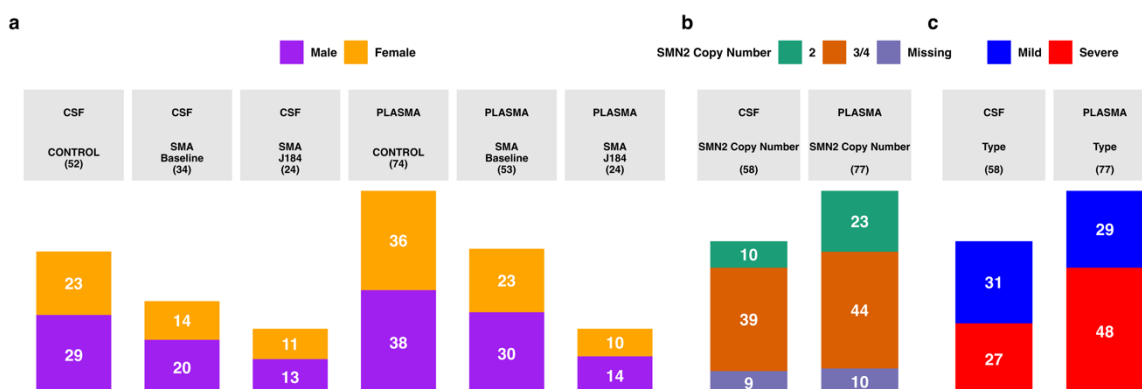 a
Male Female
CSF
CONTROL
(52)
CSF
SMA
Baseline
(34)
CSF
SMA
J184
(24)
PLASMA
CONTROL
(74)
PLASMA
SMA
Baseline
(53)
PLASMA
SMA
J184
(24)
23
29
14
20
11
13
36
38
23
30
10
14
b
SMN2 Copy Number 2 3/4 Missing
CSF
SMN2 Copy Number
(58)
PLASMA
SMN2 Copy Number
(77)
10
39
9
23
44
10
c
Mild Severe
CSF
Type
(58)
PLASMA
Type
(77)
31
27
29
48